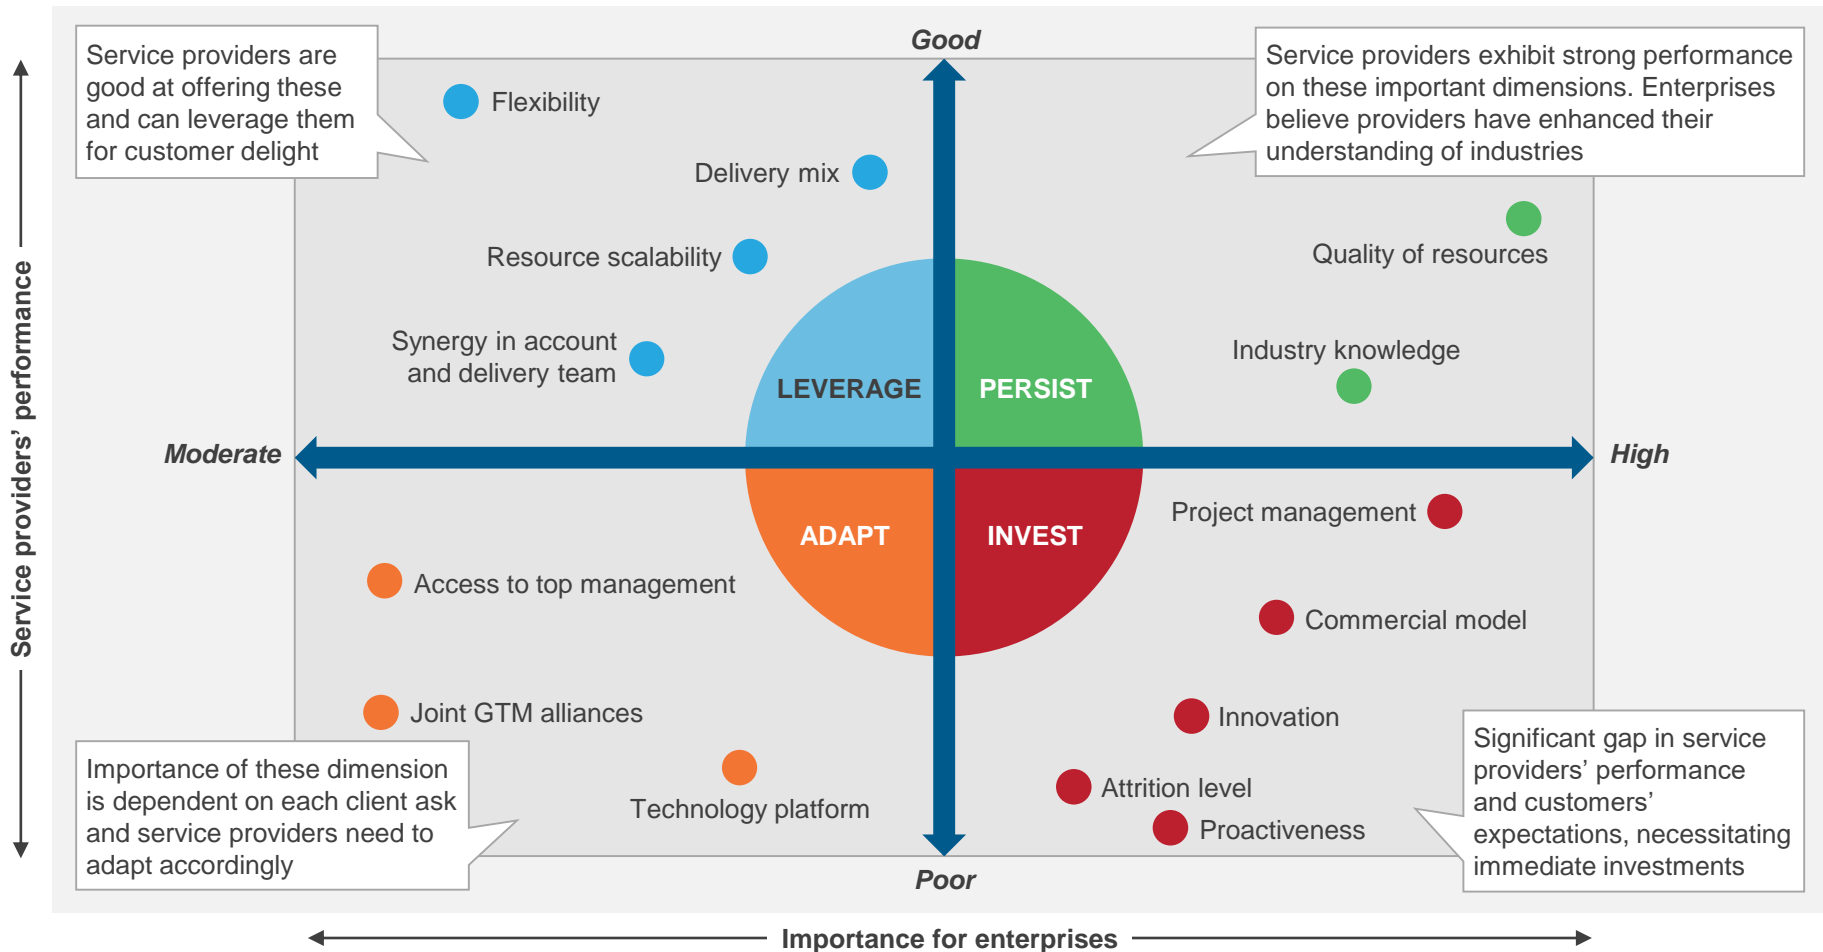 Good
Service providers are
good at offering these
and can leverage them
for customer delight
Service providers exhibit strong performance
on these important dimensions. Enterprises
believe providers have enhanced their
understanding of industries
Flexibility
Delivery mix
Quality of resources
Resource scalability
Synergy in account
and delivery team
Industry knowledge
LEVERAGE
PERSIST
Service providers’ performance
Moderate
High
Project management
ADAPT
INVEST
Access to top management
Commercial model
Joint GTM alliances
Innovation
Technology platform
Attrition level
Proactiveness
Importance of these dimension
is dependent on each client ask
and service providers need to
adapt accordingly
Significant gap in service
providers’ performance
and customers’
expectations, necessitating
immediate investments
Poor
Importance for enterprises